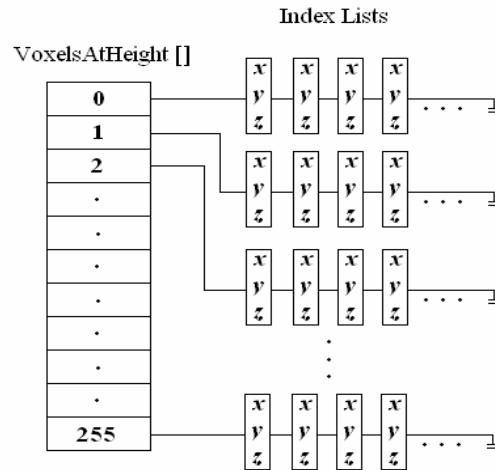 Index Lists
VoxelsAtHeight []
0
x x x x
y y y y
z z z z
. . .
1
x x x x
y y y y
z z z z
. . .
2
x x x x
y y y y
z z z z
. . .
.
.
.
.
.
.
.
.
.
.
255
x x x x
y y y y
z z z z
. . .